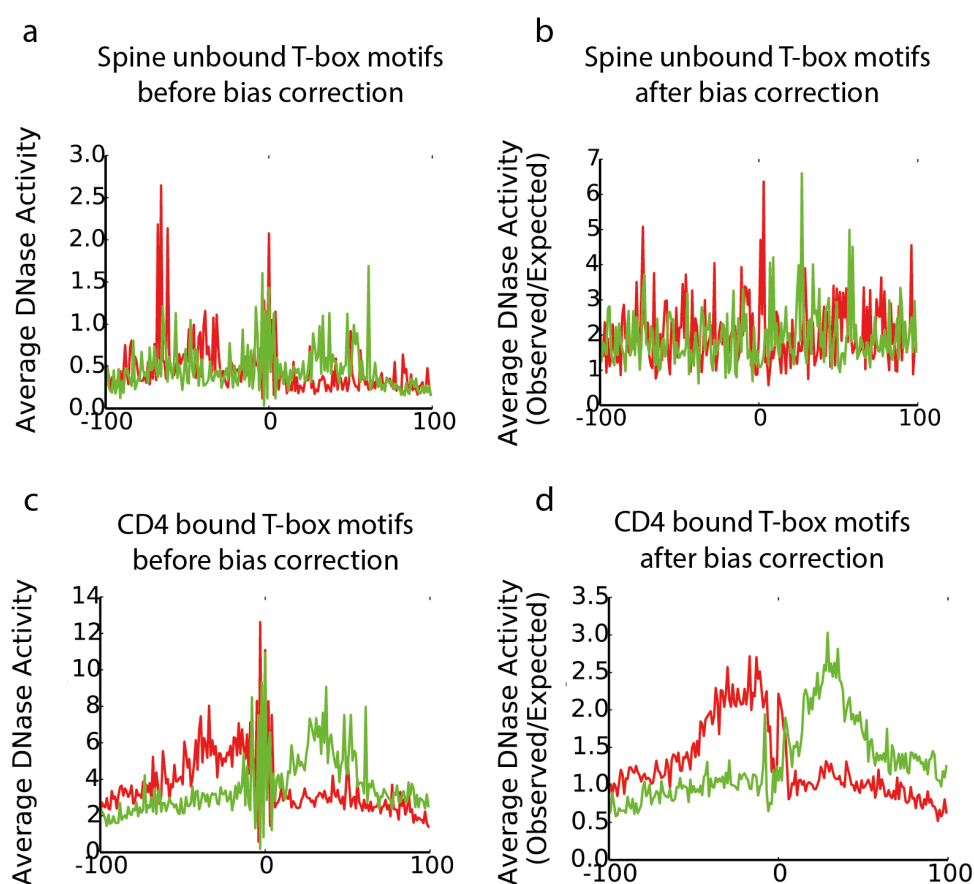 a
Spine unbound T-box motifs
before bias correction
Average DNase Activity
3.0
2.5
2.0
1.5
1.0
0.5
0.0
-100
0
100
b
Spine unbound T-box motifs
after bias correction
Average DNase Activity
(Observed/Expected)
7
6
5
4
3
2
1
0
-100
0
100
c
CD4 bound T-box motifs
before bias correction
Average DNase Activity
14
12
10
8
6
4
2
0
-100
0
100
d
CD4 bound T-box motifs
after bias correction
Average DNase Activity
(Observed/Expected)
3.5
3.0
2.5
2.0
1.5
1.0
0.5
0.0
-100
0
100